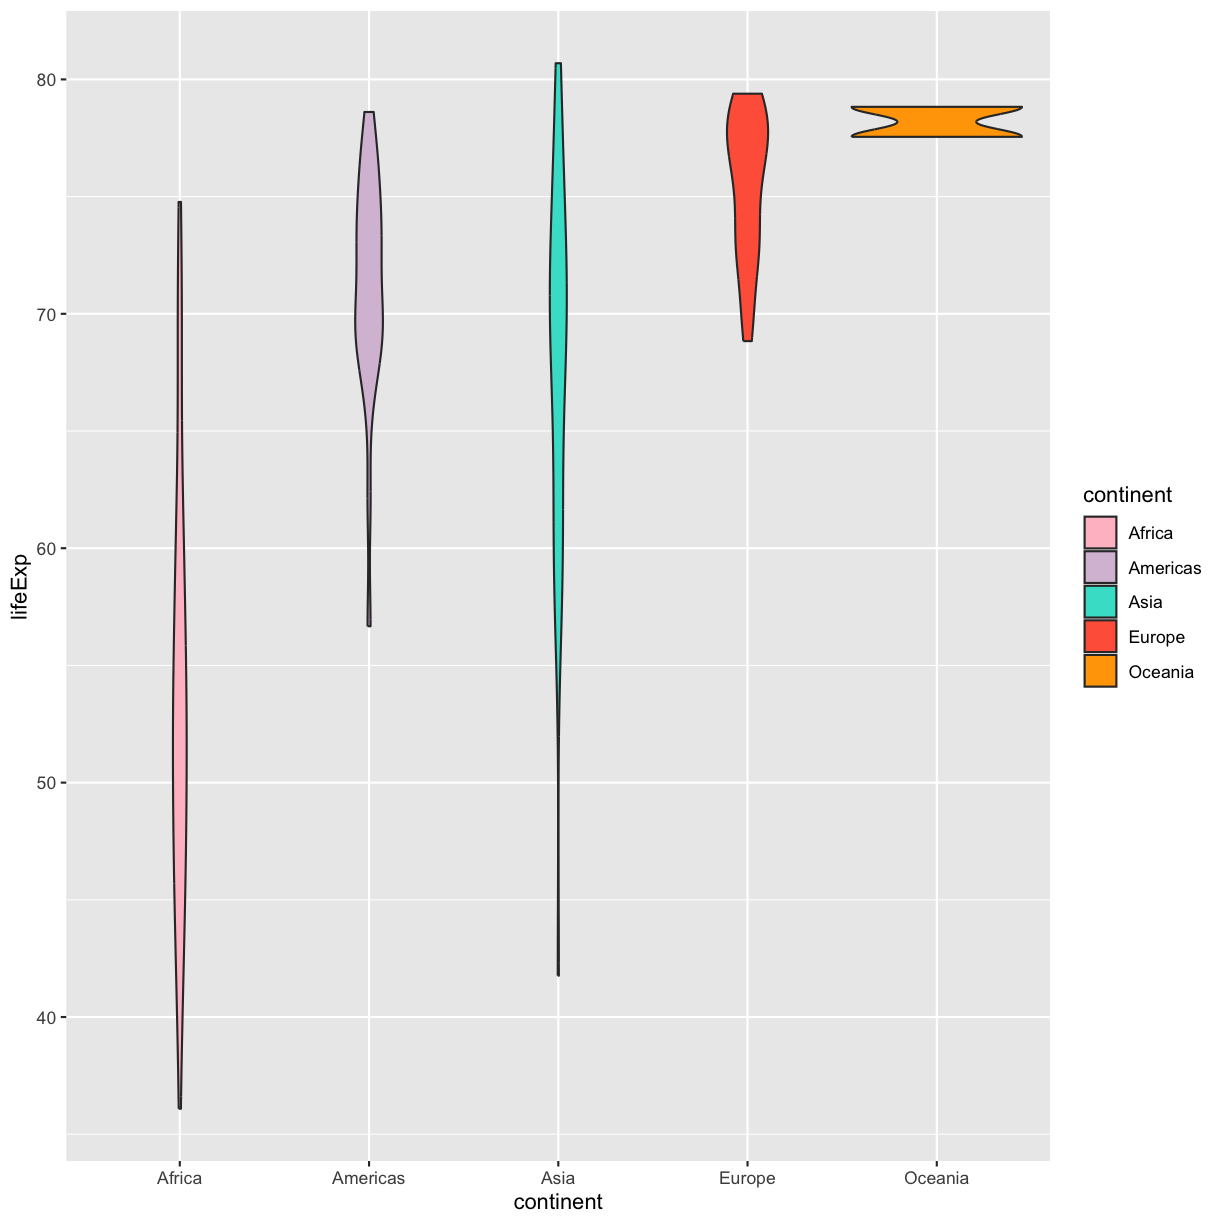 80
70
60
50
40
lifeExp
Africa
Americas
Asia
Europe
Oceania
continent
continent
Africa
Americas
Asia
Europe
Oceania